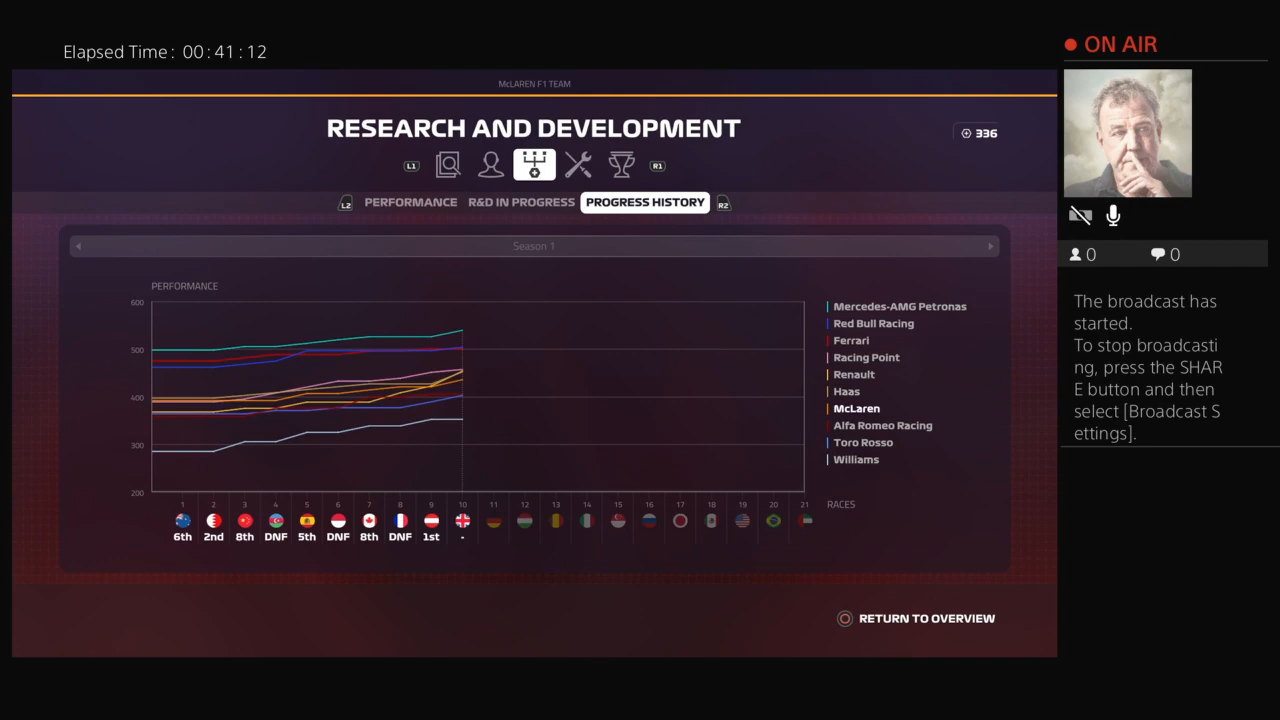 Elapsed Time: 00:41:12
ON AIR
McLAREN F1 TEAM
RESEARCH AND DEVELOPMENT
336
L1
R1
L2
PERFORMANCE
R&D IN PROGRESS
PROGRESS HISTORY
R2
0
0
Season 1
The broadcast has
started.
To stop broadcasti
ng, press the SHAR
E button and then
select [Broadcast S
ettings].
PERFORMANCE
600
500
400
300
200
Mercedes-AMG Petronas
Red Bull Racing
Ferrari
Racing Point
Renault
Haas
McLaren
Alfa Romeo Racing
Toro Rosso
Williams
1 2 3 4 5 6 7 8 9 10 11 12 13 14 15 16 17 18 19 20 21
RACES
6th 2nd 8th DNF 5th DNF 8th DNF 1st -
RETURN TO OVERVIEW